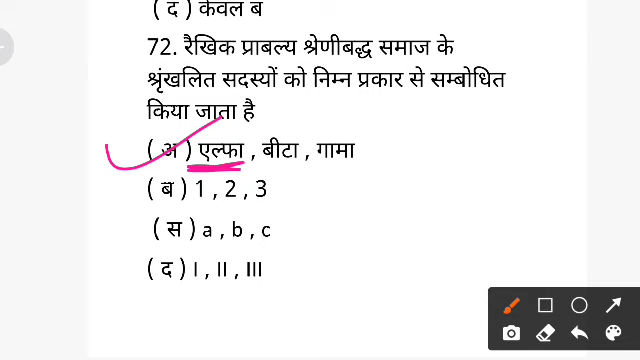 ( द ) केवल ब
72. रैखिक प्राबल्य श्रेणीबद्ध समाज के
श्रृंखलित सदस्यों को निम्न प्रकार से सम्बोधित
किया जाता है
( अ ) एल्फा , बीटा , गामा
( ब ) 1 , 2 , 3
( स ) a , b , c
( द ) I , II , III